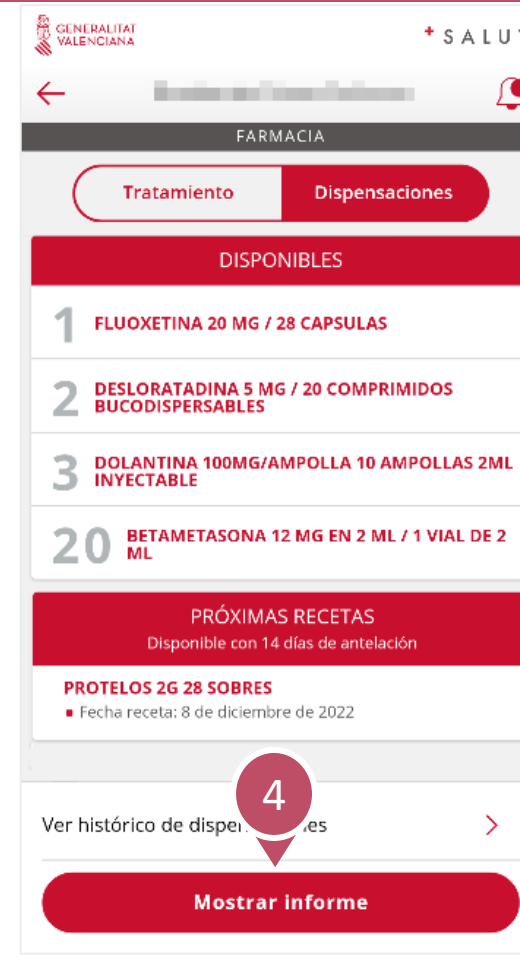 GENERALITAT
VALENCIANA
+ SALUT
FARMACIA
Tratamiento
Dispensaciones
DISPONIBLES
1 FLUOXETINA 20 MG / 28 CAPSULAS
2 DESLORATADINA 5 MG / 20 COMPRIMIDOS
BUCODISPERSABLES
3 DOLANTINA 100MG/AMPOLLA 10 AMPOLLAS 2ML
INYECTABLE
20 BETAMETASONA 12 MG EN 2 ML / 1 VIAL DE 2
ML
PRÓXIMAS RECETAS
Disponible con 14 días de antelación
PROTELOS 2G 28 SOBRES
Fecha receta: 8 de diciembre de 2022
4
Ver histórico de
Mostrar informe